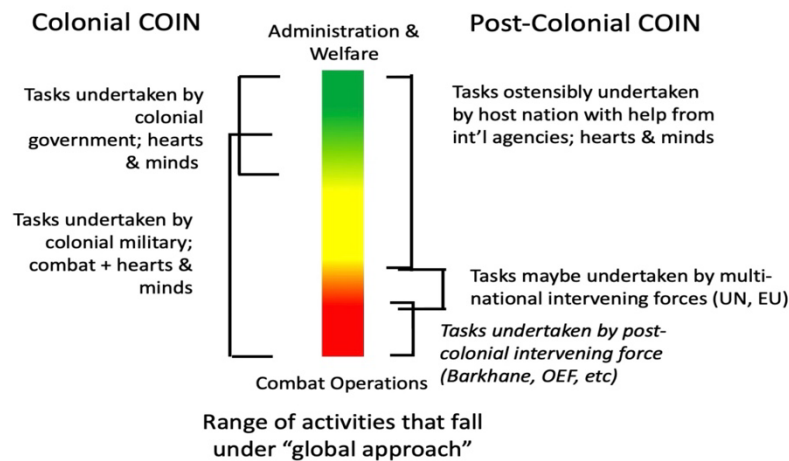 Colonial COIN
Administration &
Welfare
Post-Colonial COIN
Tasks undertaken by
colonial
government; hearts
& minds
Tasks undertaken by
colonial military;
combat + hearts &
minds
Tasks ostensibly undertaken
by host nation with help from
int’l agencies; hearts & minds
Tasks maybe undertaken by multi-
national intervening forces (UN, EU)
Tasks undertaken by post-
colonial intervening force
(Barkhane, OEF, etc)
Combat Operations
Range of activities that fall
under “global approach”